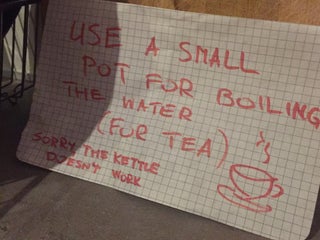 USE A SMALL
POT FOR BOILING
THE WATER
(FOR TEA)
SORRY THE KETTLE
DOESN'T WORK